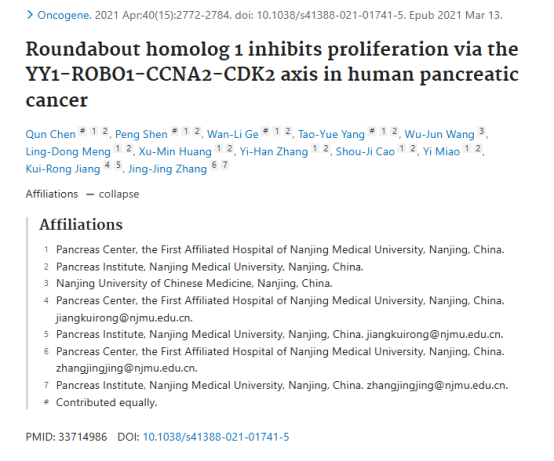 > Oncogene. 2021 Apr;40(15):2772-2784. doi: 10.1038/s41388-021-01741-5. Epub 2021 Mar 13.
Roundabout homolog 1 inhibits proliferation via the
YY1-ROBO1-CCNA2-CDK2 axis in human pancreatic
cancer
Qun Chen # 1 2, Peng Shen # 1 2, Wan-Li Ge # 1 2, Tao-Yue Yang # 1 2, Wu-Jun Wang 3,
Ling-Dong Meng 1 2, Xu-Min Huang 1 2, Yi-Han Zhang 1 2, Shou-Ji Cao 1 2, Yi Miao 1 2,
Kui-Rong Jiang 4 5, Jing-Jing Zhang 6 7
Affiliations — collapse
Affiliations
1 Pancreas Center, the First Affiliated Hospital of Nanjing Medical University, Nanjing, China.
2 Pancreas Institute, Nanjing Medical University, Nanjing, China.
3 Nanjing University of Chinese Medicine, Nanjing, China.
4 Pancreas Center, the First Affiliated Hospital of Nanjing Medical University, Nanjing, China.
jiangkuirong@njmu.edu.cn.
5 Pancreas Institute, Nanjing Medical University, Nanjing, China. jiangkuirong@njmu.edu.cn.
6 Pancreas Center, the First Affiliated Hospital of Nanjing Medical University, Nanjing, China.
zhangjingjing@njmu.edu.cn.
7 Pancreas Institute, Nanjing Medical University, Nanjing, China. zhangjingjing@njmu.edu.cn.
# Contributed equally.
PMID: 33714986 DOI: 10.1038/s41388-021-01741-5